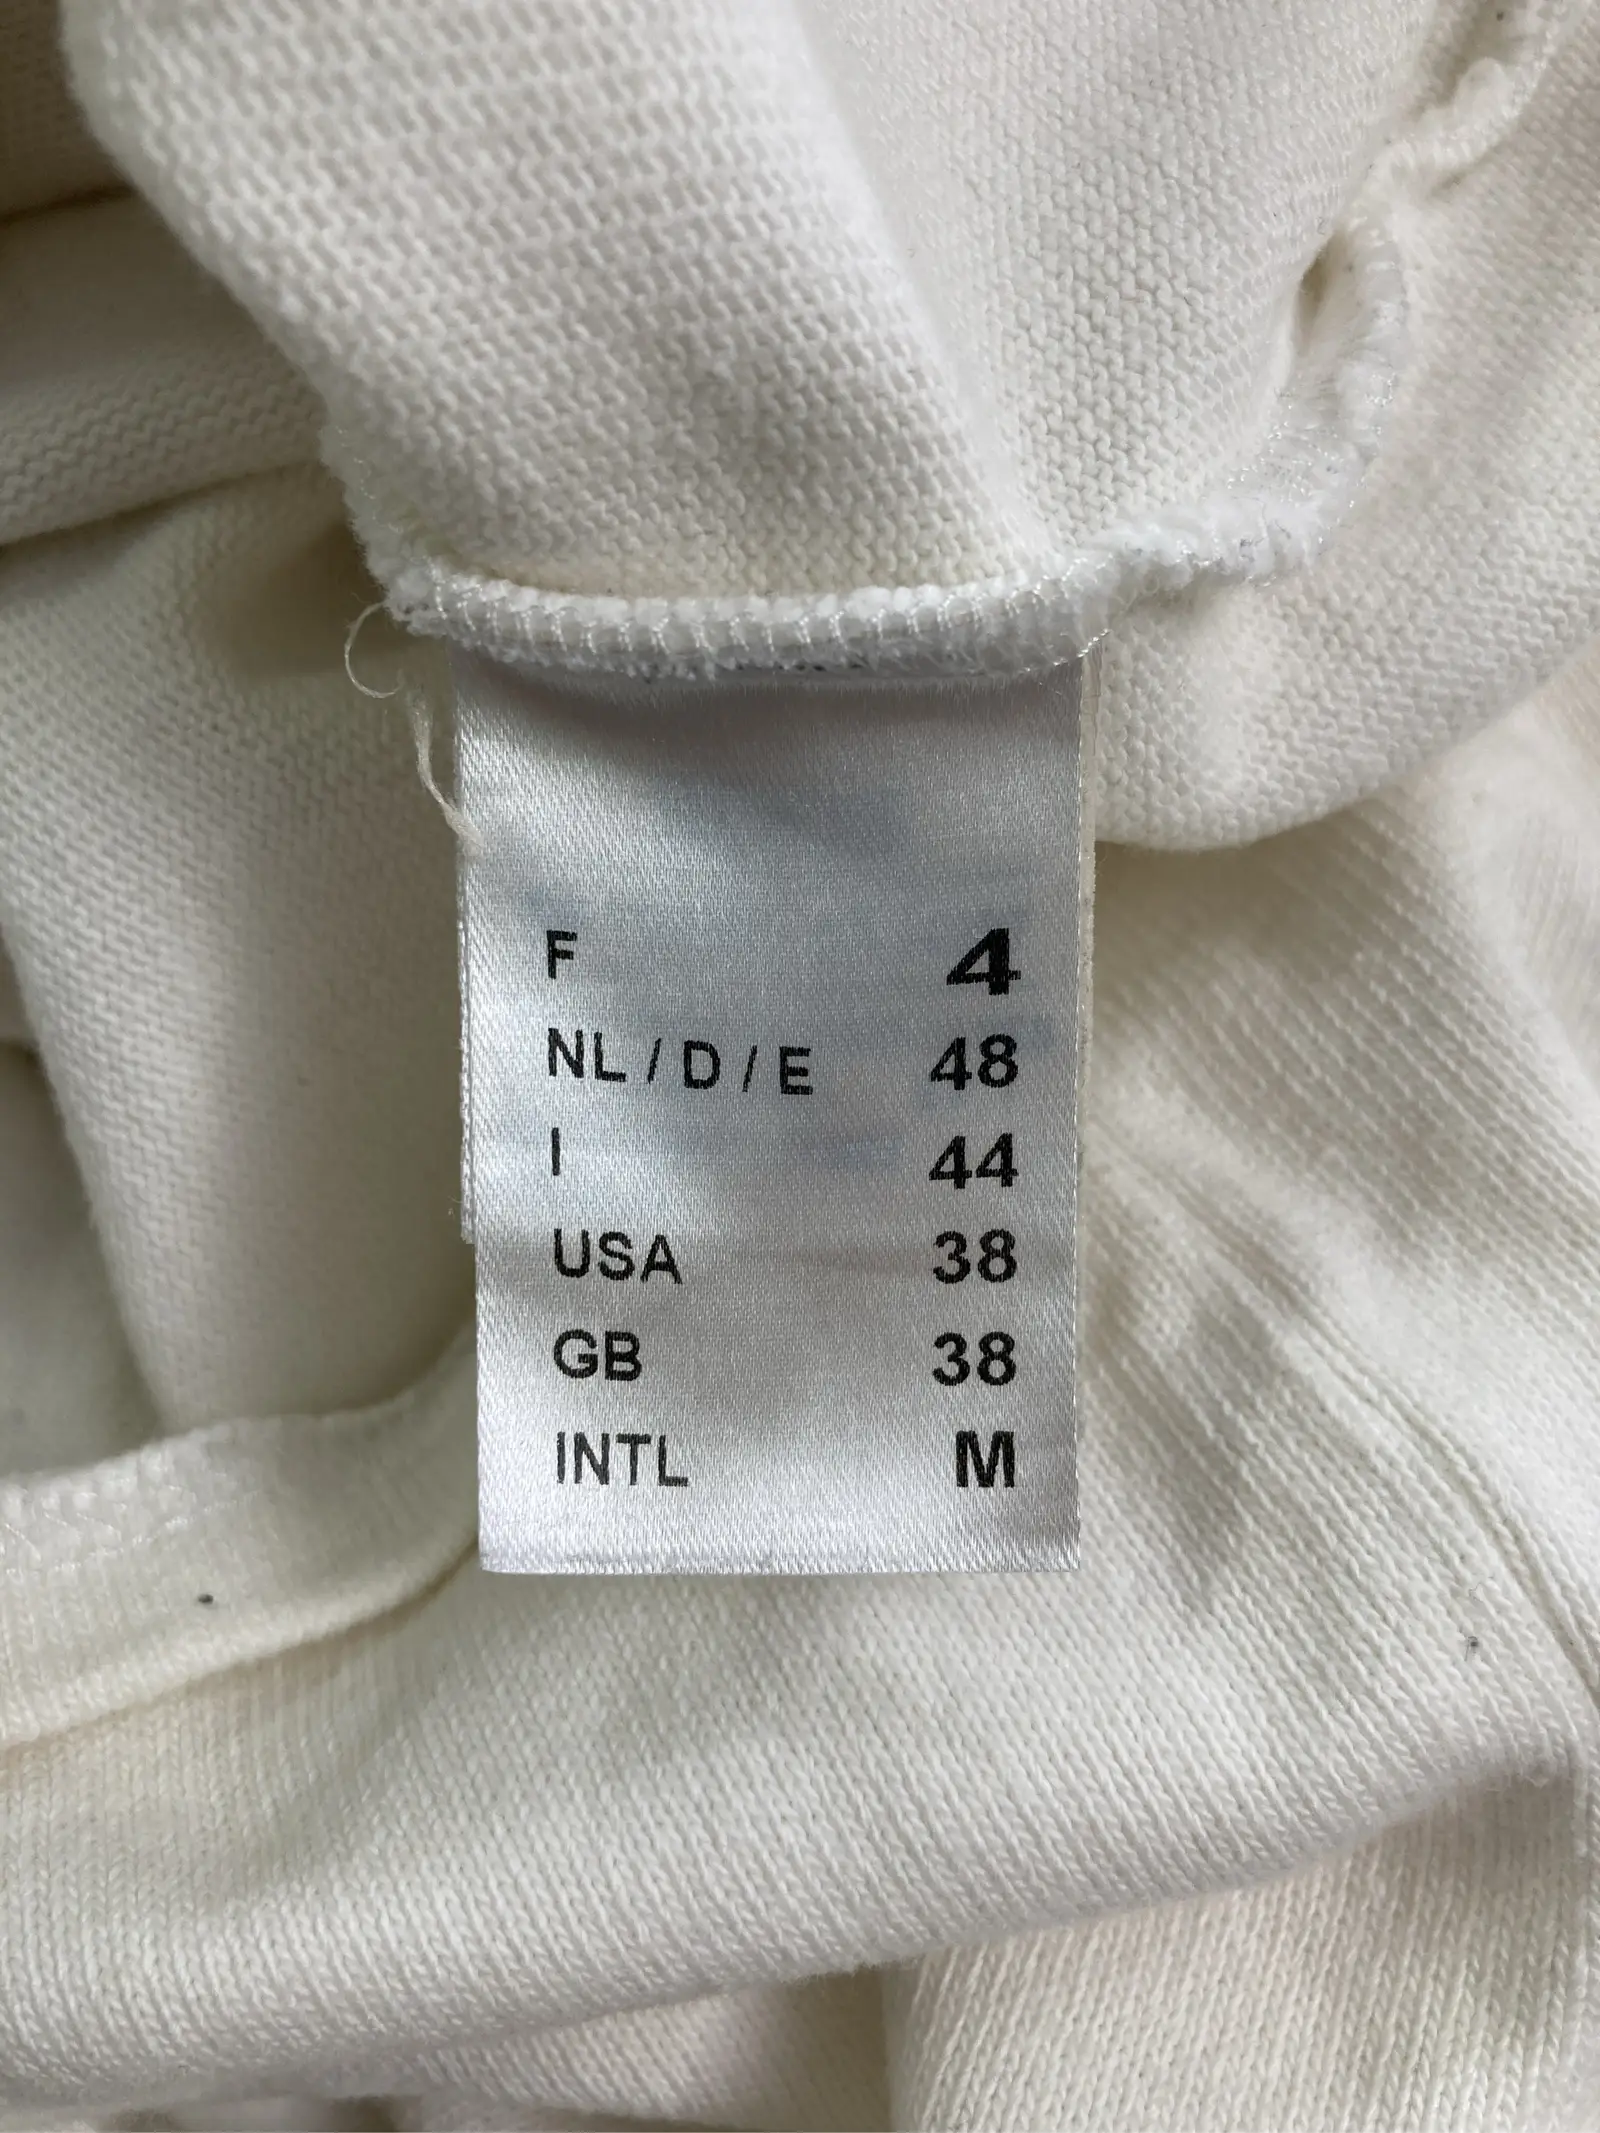 F 4
NL / D / E 48
I 44
USA 38
GB 38
INTL M